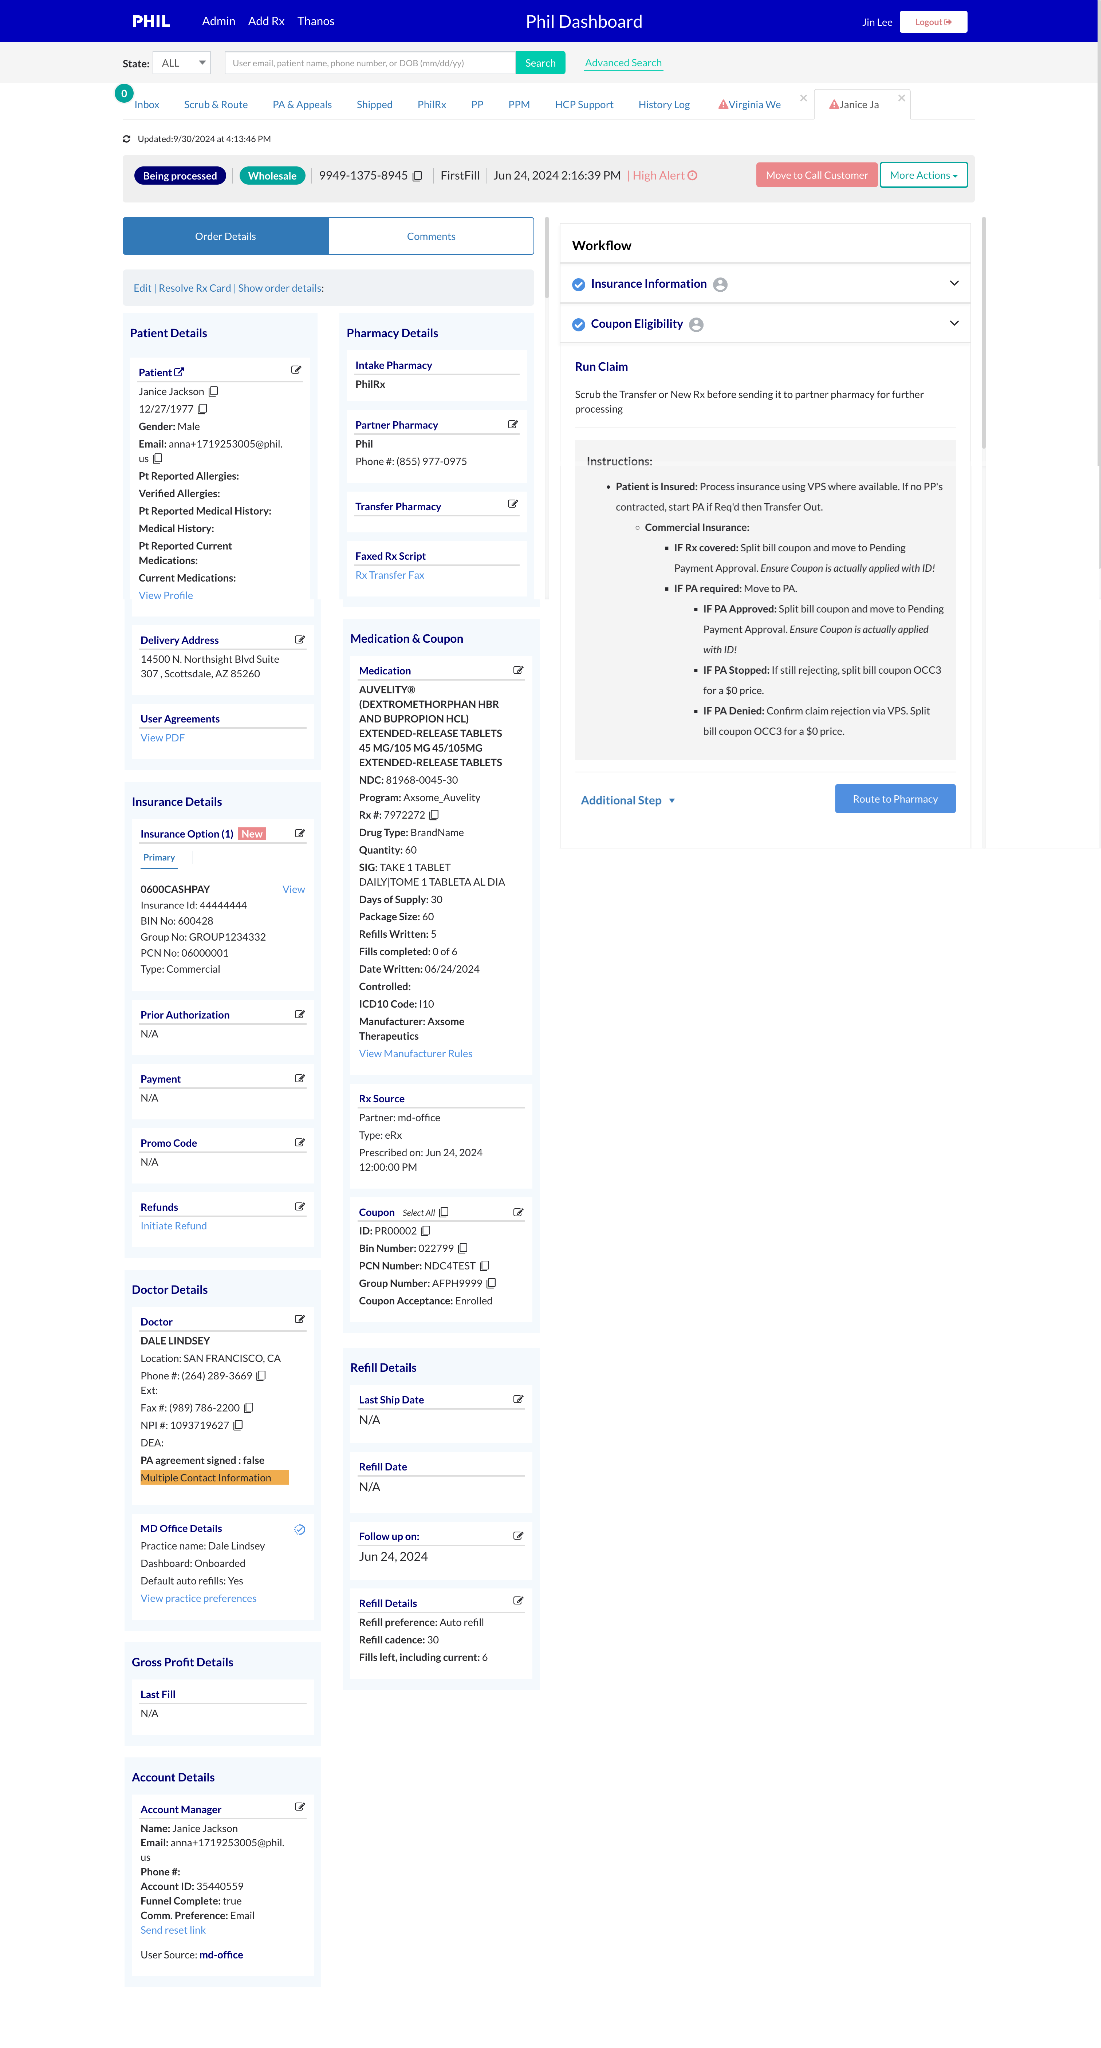 PHIL
Admin Add Rx Thanos
Phil Dashboard
Jin Lee
Logout
State: ALL
User email, patient name, phone number, or DOB (mm/dd/yy)
Search
Advanced Search
0
Inbox Scrub & Route PA & Appeals Shipped PhilRx PP PPM HCP Support History Log Virginia We × Janice Ja ×
Updated:9/30/2024 at 4:13:46 PM
Being processed | Wholesale | 9949-1375-8945 | FirstFill | Jun 24, 2024 2:16:39 PM | High Alert
Move to Call Customer
More Actions
Order Details
Comments
Edit | Resolve Rx Card | Show order details:
Patient Details
Patient
Janice Jackson
12/27/1977
Gender: Male
Email: anna+1719253005@phil.
us
Pt Reported Allergies:
Verified Allergies:
Pt Reported Medical History:
Medical History:
Pt Reported Current
Medications:
Current Medications:
View Profile
Delivery Address
14500 N. Northsight Blvd Suite
307 , Scottsdale, AZ 85260
User Agreements
View PDF
Insurance Details
Insurance Option (1) New
Primary
0600CASHPAY View
Insurance Id: 44444444
BIN No: 600428
Group No: GROUP1234332
PCN No: 06000001
Type: Commercial
Prior Authorization
N/A
Payment
N/A
Promo Code
N/A
Refunds
Initiate Refund
Doctor Details
Doctor
DALE LINDSEY
Location: SAN FRANCISCO, CA
Phone #: (264) 289-3669
Ext:
Fax #: (989) 786-2200
NPI #: 1093719627
DEA:
PA agreement signed : false
Multiple Contact Information
MD Office Details
Practice name: Dale Lindsey
Dashboard: Onboarded
Default auto refills: Yes
View practice preferences
Gross Profit Details
Last Fill
N/A
Account Details
Account Manager
Name: Janice Jackson
Email: anna+1719253005@phil.
us
Phone #:
Account ID: 35440559
Funnel Complete: true
Comm. Preference: Email
Send reset link
User Source: md-office
Pharmacy Details
Intake Pharmacy
PhilRx
Partner Pharmacy
Phil
Phone #: (855) 977-0975
Transfer Pharmacy
Faxed Rx Script
Rx Transfer Fax
Medication & Coupon
Medication
AUVELITY®
(DEXTROMETHORPHAN HBR
AND BUPROPION HCL)
EXTENDED-RELEASE TABLETS
45 MG/105 MG 45/105MG
EXTENDED-RELEASE TABLETS
NDC: 81968-0045-30
Program: Axsome_Auvelity
Rx #: 7972272
Drug Type: BrandName
Quantity: 60
SIG: TAKE 1 TABLET
DAILY|TOME 1 TABLETA AL DIA
Days of Supply: 30
Package Size: 60
Refills Written: 5
Fills completed: 0 of 6
Date Written: 06/24/2024
Controlled:
ICD10 Code: I10
Manufacturer: Axsome
Therapeutics
View Manufacturer Rules
Rx Source
Partner: md-office
Type: eRx
Prescribed on: Jun 24, 2024
12:00:00 PM
Coupon Select All
ID: PR00002
Bin Number: 022799
PCN Number: NDC4TEST
Group Number: AFPH9999
Coupon Acceptance: Enrolled
Refill Details
Last Ship Date
N/A
Refill Date
N/A
Follow up on:
Jun 24, 2024
Refill Details
Refill preference: Auto refill
Refill cadence: 30
Fills left, including current: 6
Workflow
Insurance Information
Coupon Eligibility
Run Claim
Scrub the Transfer or New Rx before sending it to partner pharmacy for further
processing
Instructions:
• Patient is Insured: Process insurance using VPS where available. If no PP's
contracted, start PA if Req'd then Transfer Out.
◦ Commercial Insurance:
▪ IF Rx covered: Split bill coupon and move to Pending
Payment Approval. Ensure Coupon is actually applied with ID!
▪ IF PA required: Move to PA.
▪ IF PA Approved: Split bill coupon and move to Pending
Payment Approval. Ensure Coupon is actually applied
with ID!
▪ IF PA Stopped: If still rejecting, split bill coupon OCC3
for a $0 price.
▪ IF PA Denied: Confirm claim rejection via VPS. Split
bill coupon OCC3 for a $0 price.
Additional Step
Route to Pharmacy